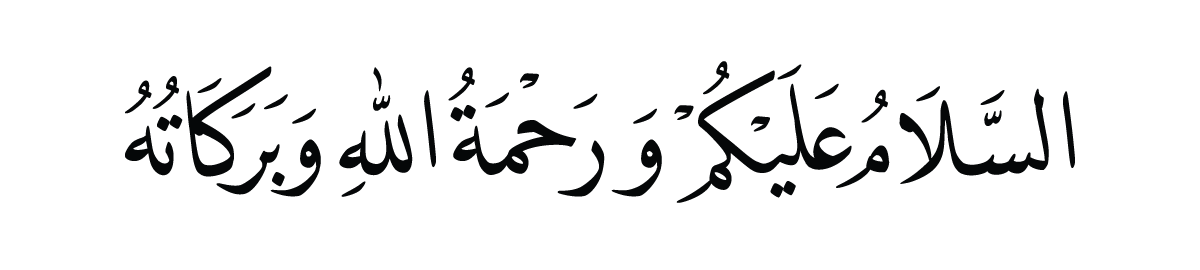 السَّلَامُ عَلَيْكُمْ وَ رَحْمَةُ اللهِ وَبَرَكَاتُهُ